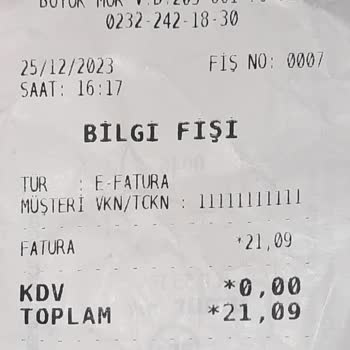 0232-242-18-30
25/12/2023 FİŞ NO: 0007
SAAT: 16:17
BİLGİ FİŞİ
TUR : E-FATURA
MÜŞTERİ VKN/TCKN : 11111111111
FATURA *21,09
KDV *0,00
TOPLAM *21,09